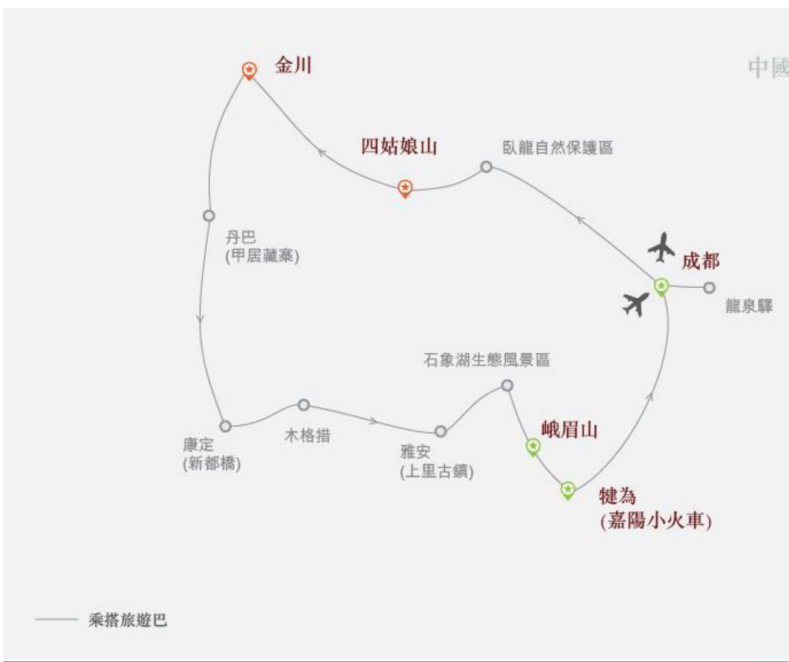 金川
中國
四姑娘山
臥龍自然保護區
丹巴
(甲居藏寨)
成都
龍泉驛
石象湖生態風景區
康定
(新都橋)
木格措
雅安
(上里古鎮)
峨眉山
犍為
(嘉陽小火車)
乘搭旅遊巴